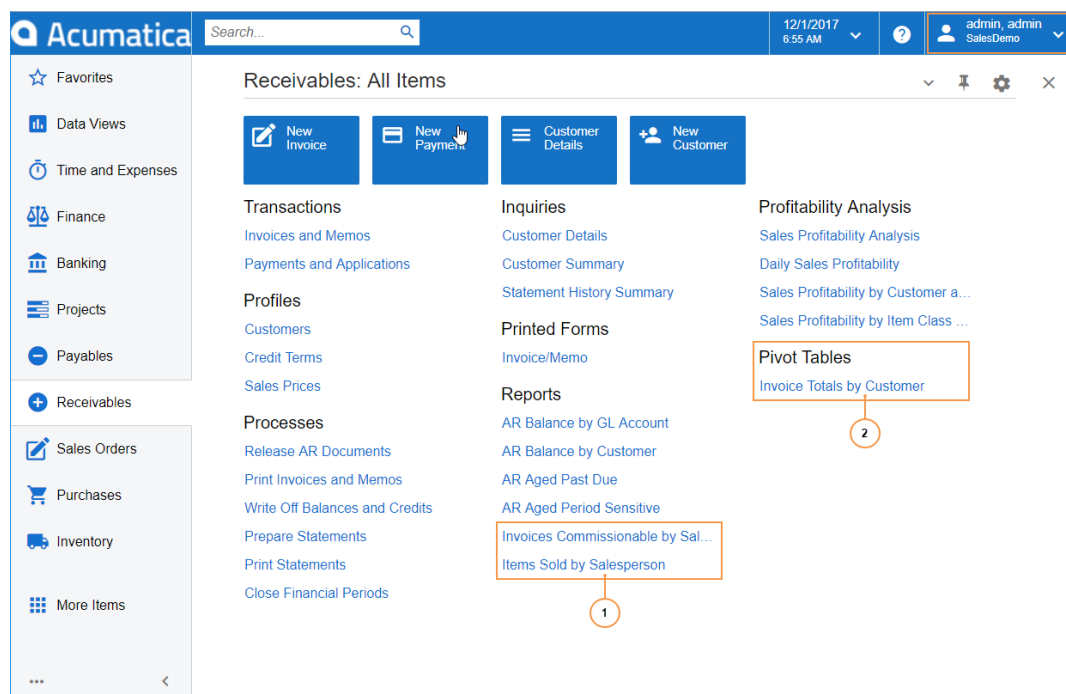 Acumatica
Search...
12/1/2017
6:55 AM
?
admin, admin
SalesDemo
Favorites
Data Views
Time and Expenses
Finance
Banking
Projects
Payables
Receivables
Sales Orders
Purchases
Inventory
More Items
Receivables: All Items
New
Invoice
New
Payment
Customer
Details
New
Customer
Transactions
Invoices and Memos
Payments and Applications
Profiles
Customers
Credit Terms
Sales Prices
Processes
Release AR Documents
Print Invoices and Memos
Write Off Balances and Credits
Prepare Statements
Print Statements
Close Financial Periods
Inquiries
Customer Details
Customer Summary
Statement History Summary
Printed Forms
Invoice/Memo
Reports
AR Balance by GL Account
AR Balance by Customer
AR Aged Past Due
AR Aged Period Sensitive
Invoices Commissionable by Sal...
Items Sold by Salesperson
1
Profitability Analysis
Sales Profitability Analysis
Daily Sales Profitability
Sales Profitability by Customer a...
Sales Profitability by Item Class ...
Pivot Tables
Invoice Totals by Customer
2